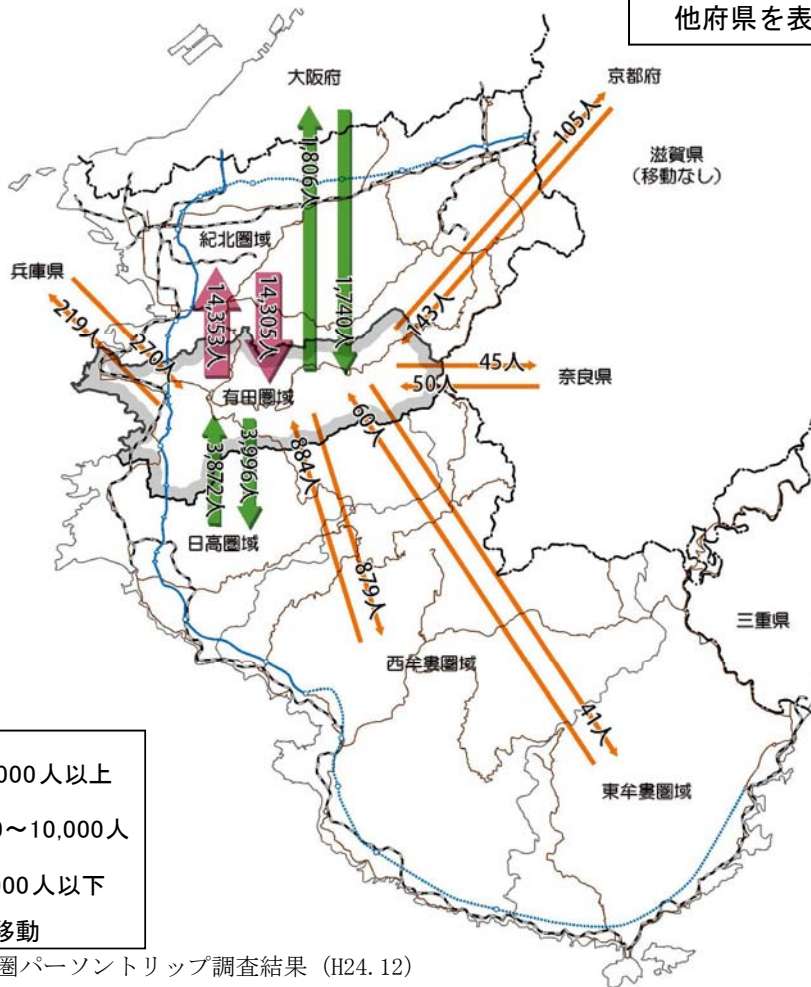 他府県を表
大阪府
京都府
105人
滋賀県
(移動なし)
1,806人
1,740人
紀北圏域
兵庫県
14,353人
14,305人
143人
219人
270人
45人
50人
奈良県
有田圏域
60人
3,872人
3,996人
884人
日高圏域
879人
三重県
西牟婁圏域
41人
東牟婁圏域
000人以上
0～10,000人
000人以下
移動
圏パーソントリップ調査結果 (H24.12)